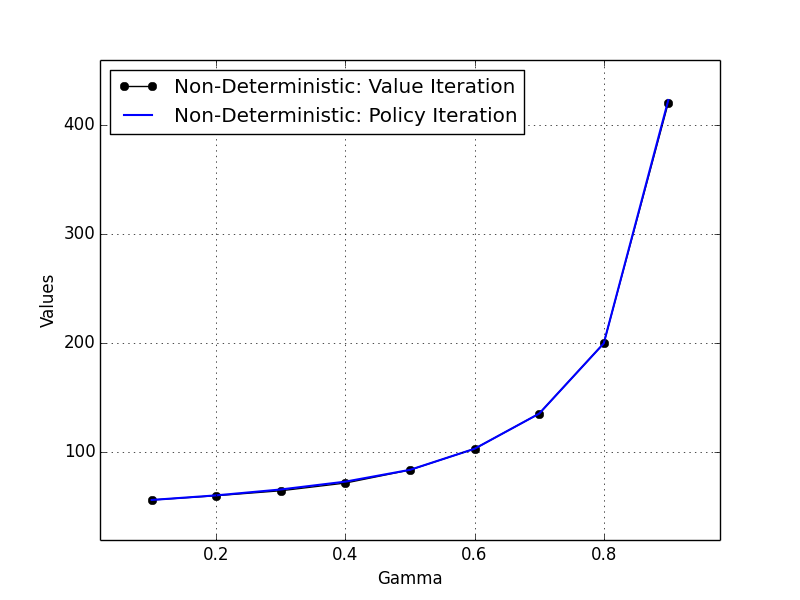 Non-Deterministic: Value Iteration
Non-Deterministic: Policy Iteration
400
300
200
100
Values
0.2 0.4 0.6 0.8
Gamma